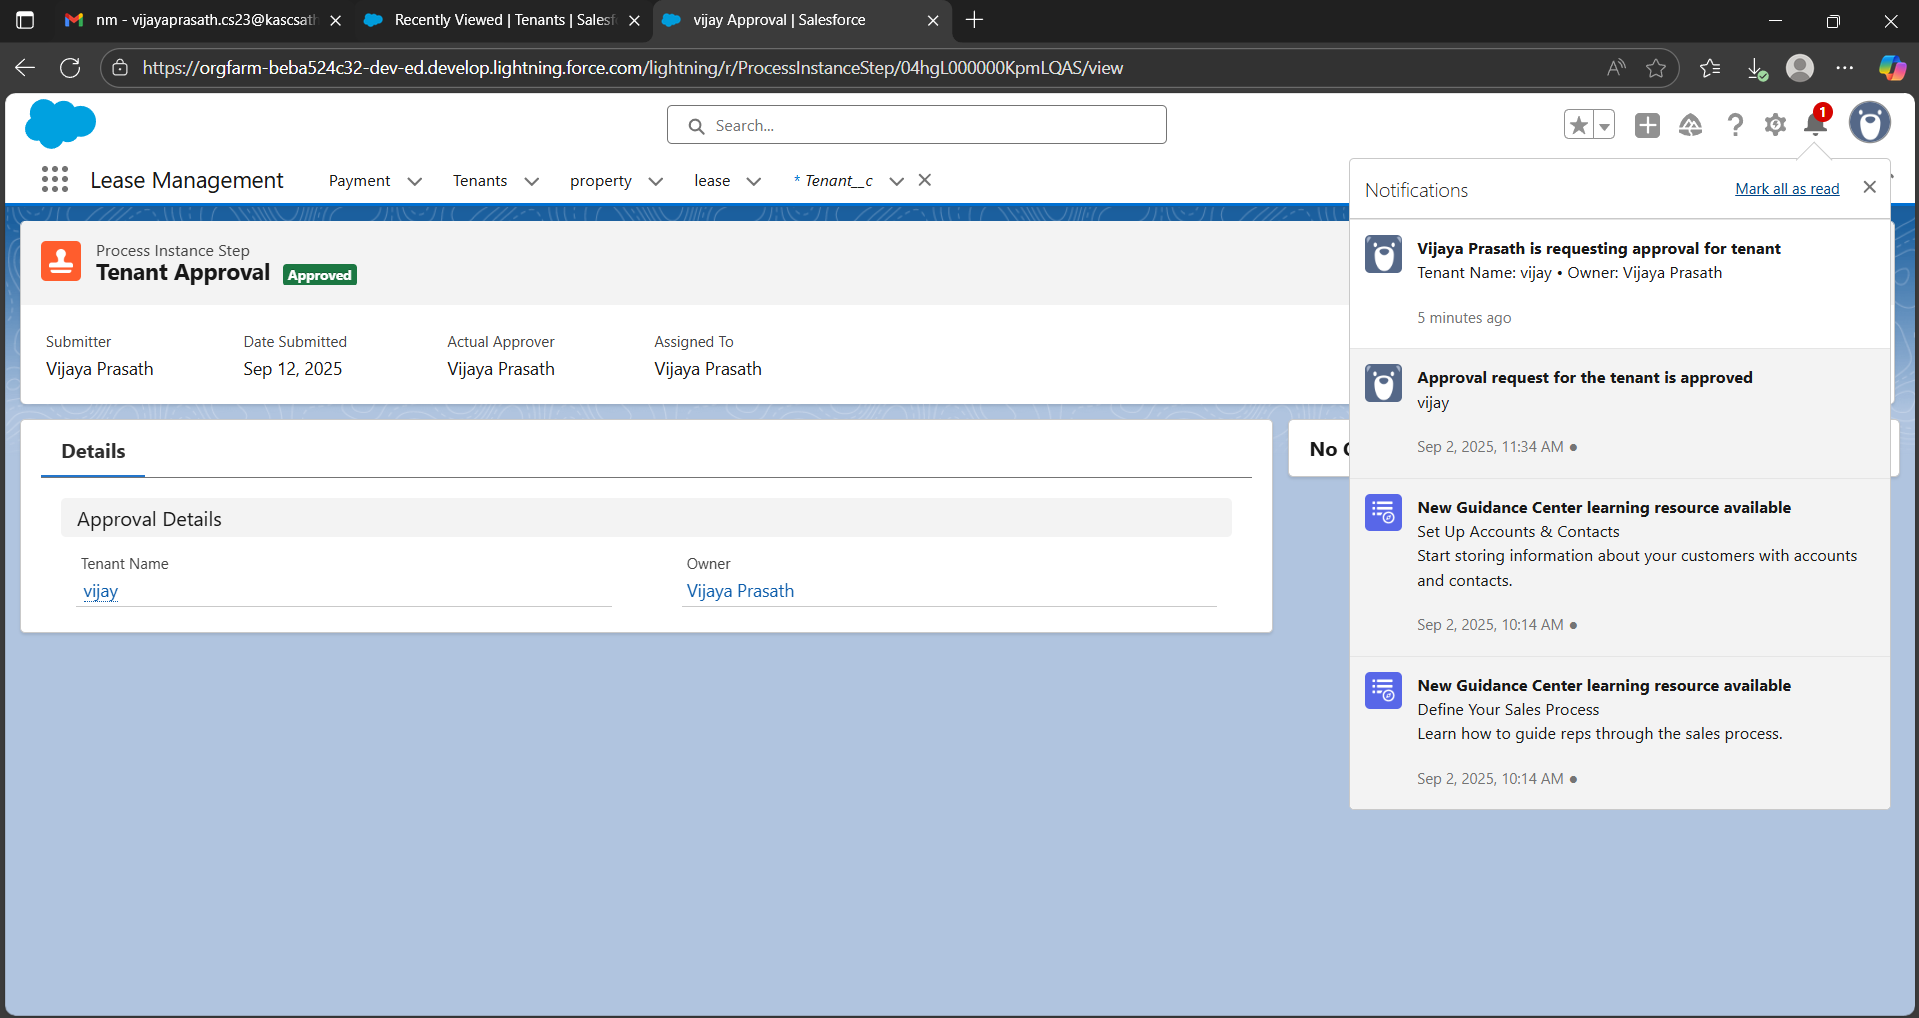 nm - vijayaprasath.cs23@kascsath
Recently Viewed | Tenants | Salesf
vijay Approval | Salesforce
https://orgfarm-beba524c32-dev-ed.develop.lightning.force.com/lightning/r/ProcessInstanceStep/04hgL000000KpmLQAS/view
Search...
1
Lease Management
Payment
Tenants
property
lease
* Tenant__c
Process Instance Step
Tenant Approval
Approved
Submitter
Date Submitted
Actual Approver
Assigned To
Vijaya Prasath
Sep 12, 2025
Vijaya Prasath
Vijaya Prasath
Details
Approval Details
Tenant Name
Owner
vijay
Vijaya Prasath
No
Notifications
Mark all as read
Vijaya Prasath is requesting approval for tenant
Tenant Name: vijay • Owner: Vijaya Prasath
5 minutes ago
Approval request for the tenant is approved
vijay
Sep 2, 2025, 11:34 AM
New Guidance Center learning resource available
Set Up Accounts & Contacts
Start storing information about your customers with accounts
and contacts.
Sep 2, 2025, 10:14 AM
New Guidance Center learning resource available
Define Your Sales Process
Learn how to guide reps through the sales process.
Sep 2, 2025, 10:14 AM